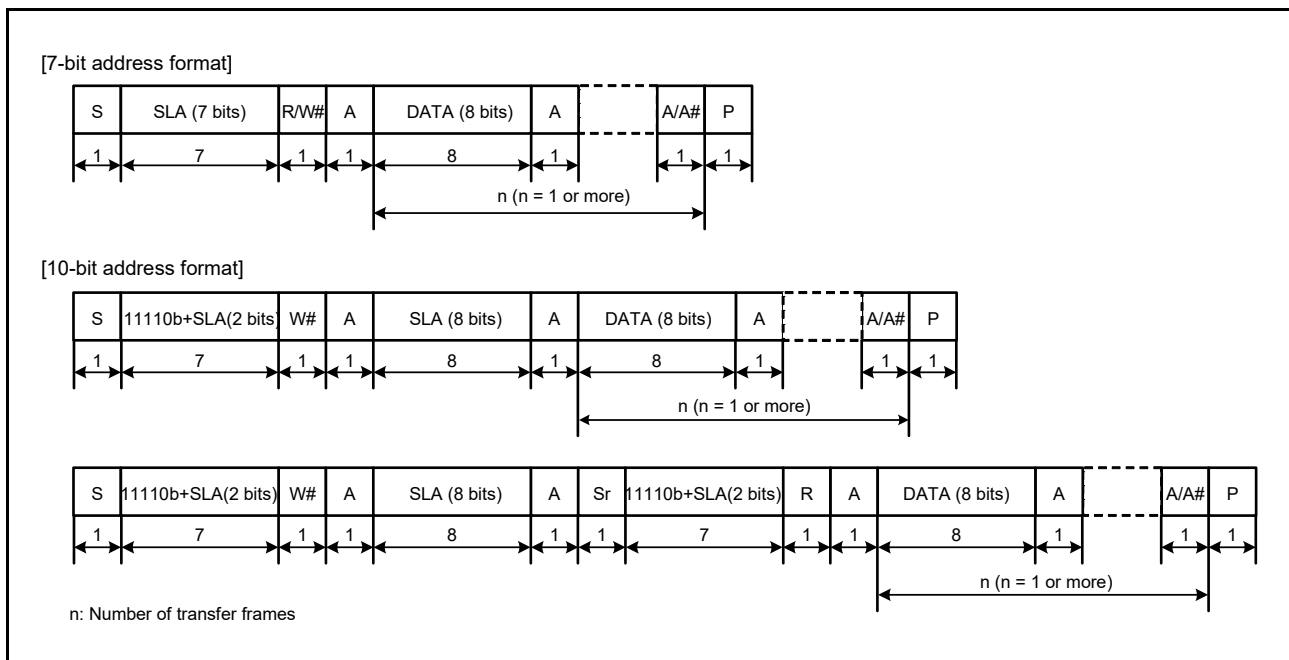 [7-bit address format]
S SLA (7 bits) R/W# A DATA (8 bits) A A/A# P
1 7 1 1 8 1 1 1
n (n = 1 or more)
[10-bit address format]
S 11110b+SLA(2 bits) W# A SLA (8 bits) A DATA (8 bits) A A/A# P
1 7 1 1 8 1 8 1 1 1
n (n = 1 or more)
S 11110b+SLA(2 bits) W# A SLA (8 bits) A Sr 11110b+SLA(2 bits) R A DATA (8 bits) A A/A# P
1 7 1 1 8 1 1 7 1 1 8 1 1 1
n (n = 1 or more)
n: Number of transfer frames